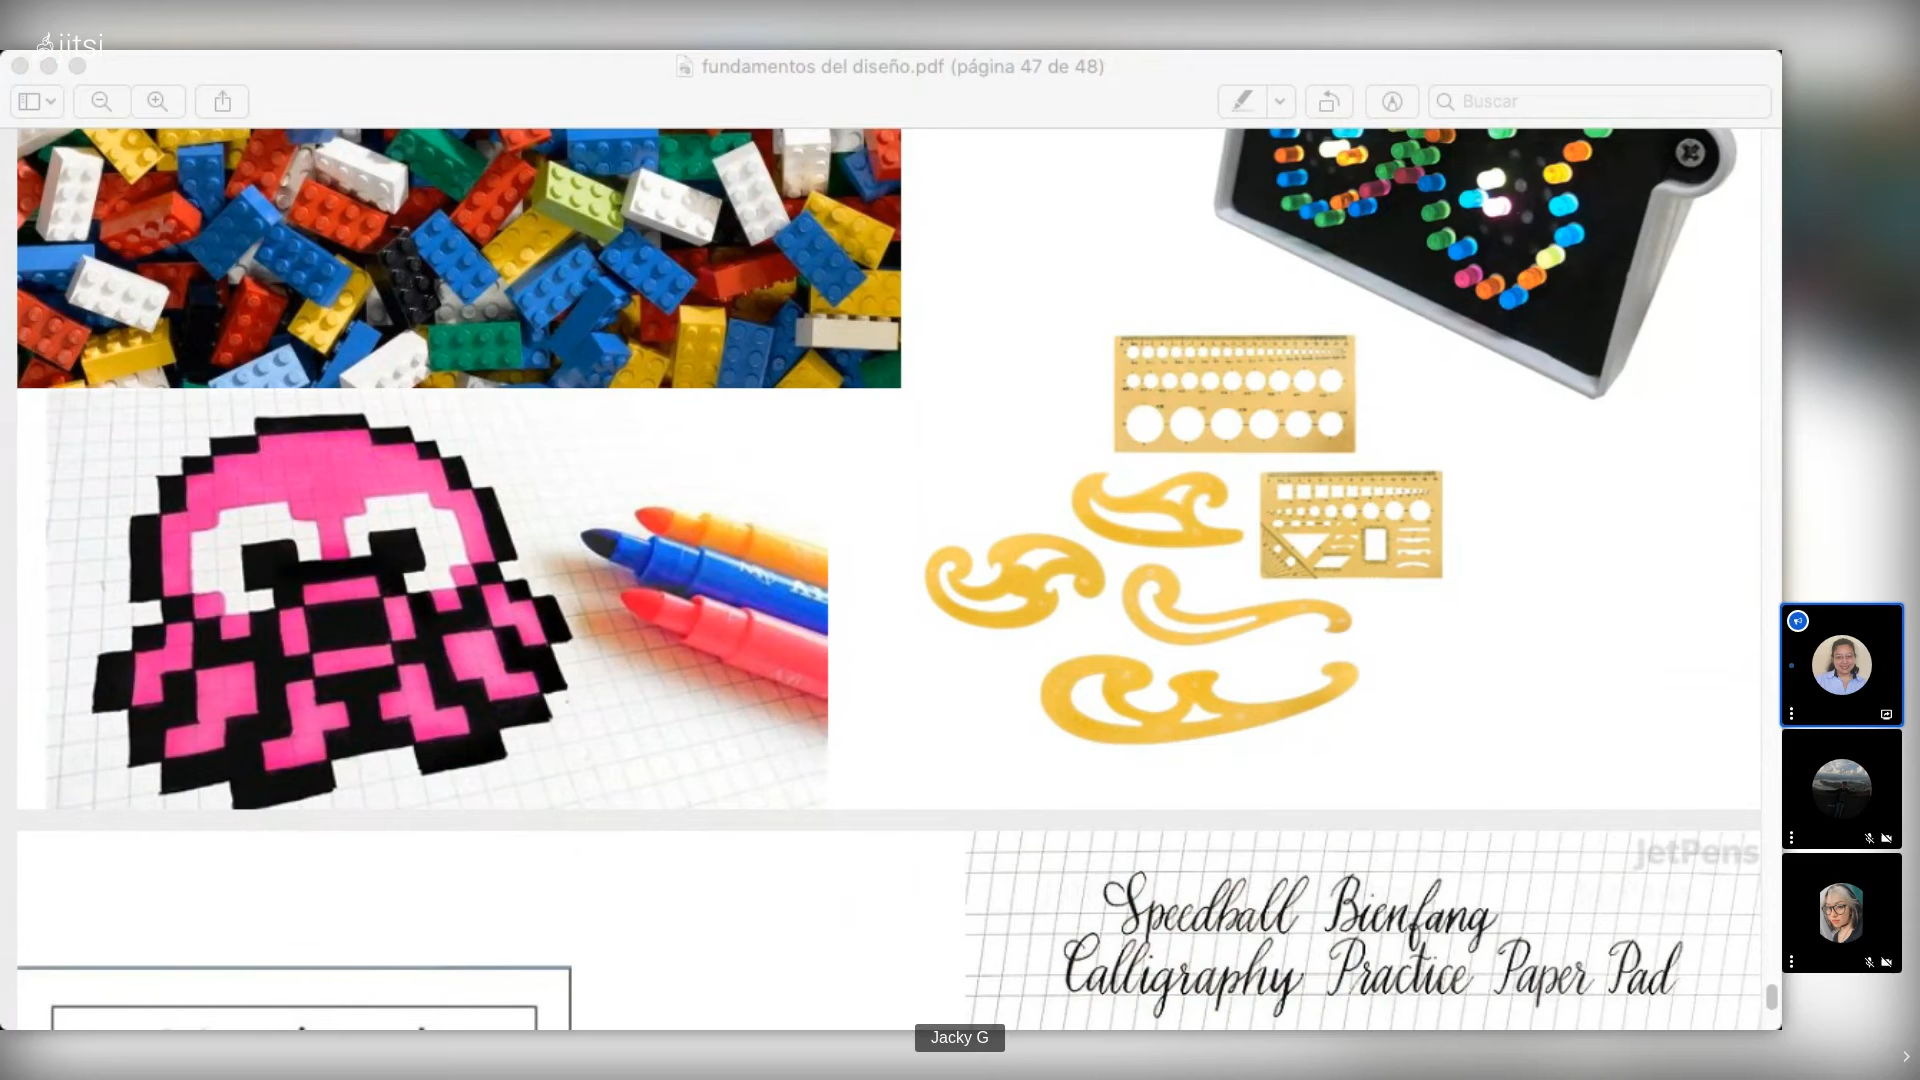 jitsi
fundamentos del diseño.pdf (página 47 de 48)
Buscar
JetPens
Speedball Bienfang
Calligraphy Practice Paper Pad
Jacky G